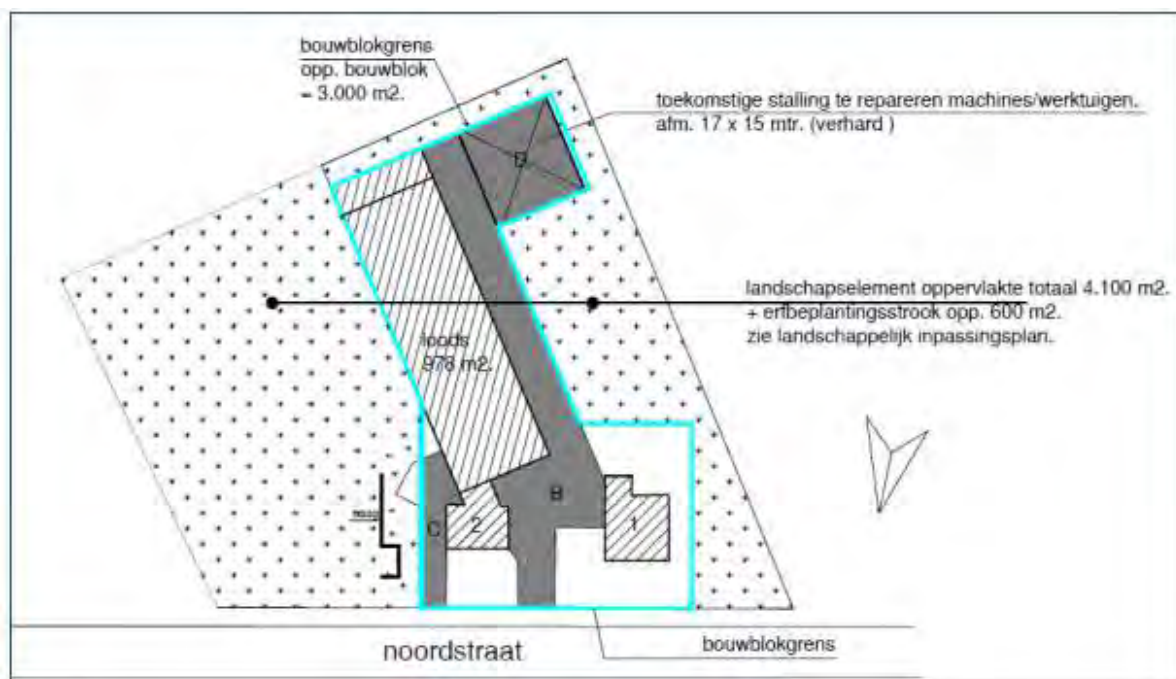 bouwblokgrens
opp. bouwblok
= 3.000 m2.
toekomstige stalling te repareren machines/werktuigen.
afm. 17 x 15 mtr. (verhard )
D
landschapselement oppervlakte totaal 4.100 m2.
+ erfbeplantingsstrook opp. 600 m2.
zie landschappelijk inpassingsplan.
loods
978 m2.
B
C
2
1
bouwblokgrens
noordstraat